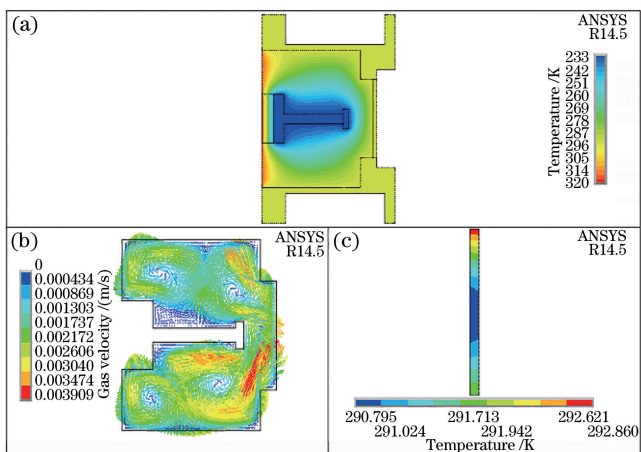 (a)
ANSYS
R14.5
Temperature /K
233
242
251
260
269
278
287
296
305
314
320
(b)
ANSYS
R14.5
0
0.000434
0.000869
0.001303
0.001737
0.002172
0.002606
0.003040
0.003474
0.003909
Gas velocity /(m/s)
(c)
ANSYS
R14.5
290.795 291.713 292.621
291.024 291.942 292.860
Temperature /K